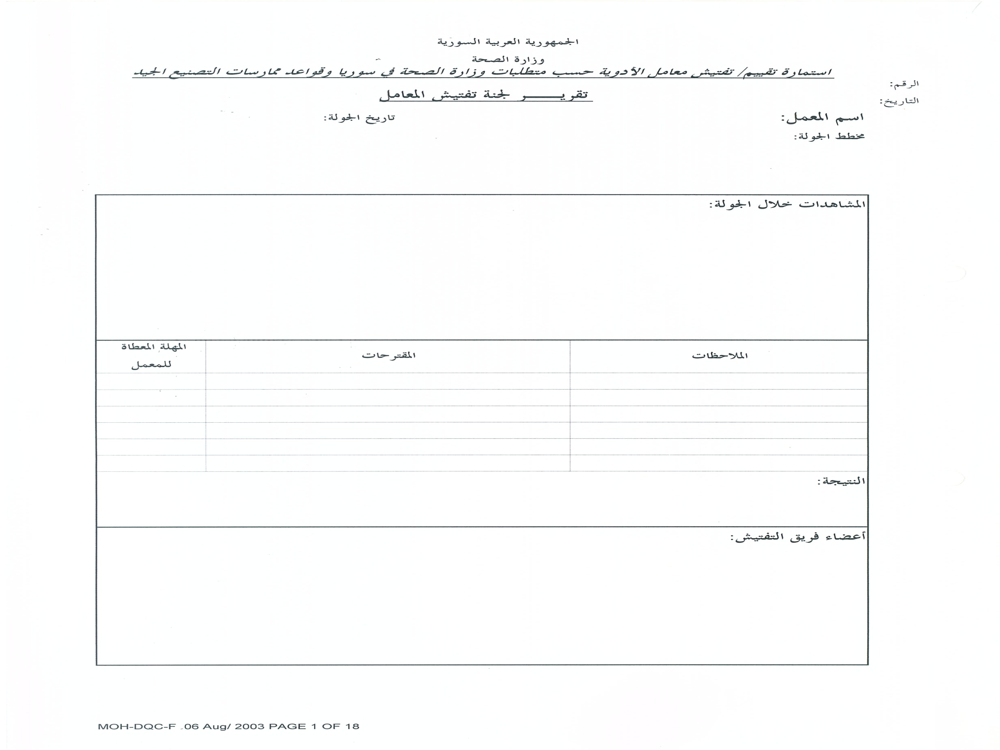 الجمهورية العربية السورية
وزارة الصحة
استمارة تقييم/ تفتيش معامل الأدوية حسب متطلبات وزارة الصحة في سوريا وقواعد ممارسات التصنيع الجيد
الرقم:
تقريـــــــر لجنة تفتيش المعامل
التاريخ:
اسم المعمل: تاريخ الجولة:
مخطط الجولة:
المشاهدات خلال الجولة:
الملاحظات المقترحات المهلة المعطاة
للمعمل
النتيجة:
أعضاء فريق التفتيش:
MOH-DQC-F .06 Aug/ 2003 PAGE 1 OF 18